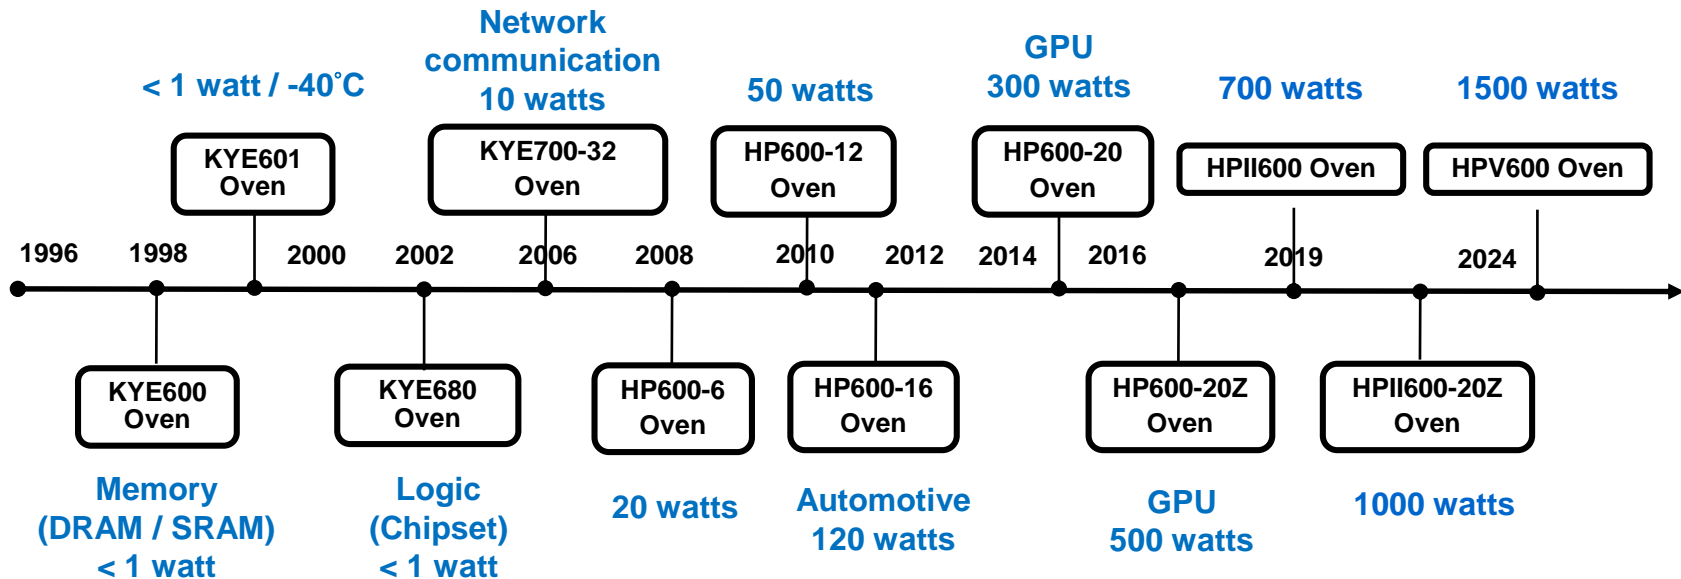 Network
communication
10 watts
GPU
300 watts
< 1 watt / -40°C
50 watts
700 watts
1500 watts
KYE601
Oven
KYE700-32
Oven
HP600-12
Oven
HP600-20
Oven
HPII600 Oven
HPV600 Oven
1996
1998
2000
2002
2006
2008
2010
2012
2014
2016
2019
2024
KYE600
Oven
KYE680
Oven
HP600-6
Oven
HP600-16
Oven
HP600-20Z
Oven
HPII600-20Z
Oven
Memory
(DRAM / SRAM)
< 1 watt
Logic
(Chipset)
< 1 watt
20 watts
Automotive
120 watts
GPU
500 watts
1000 watts